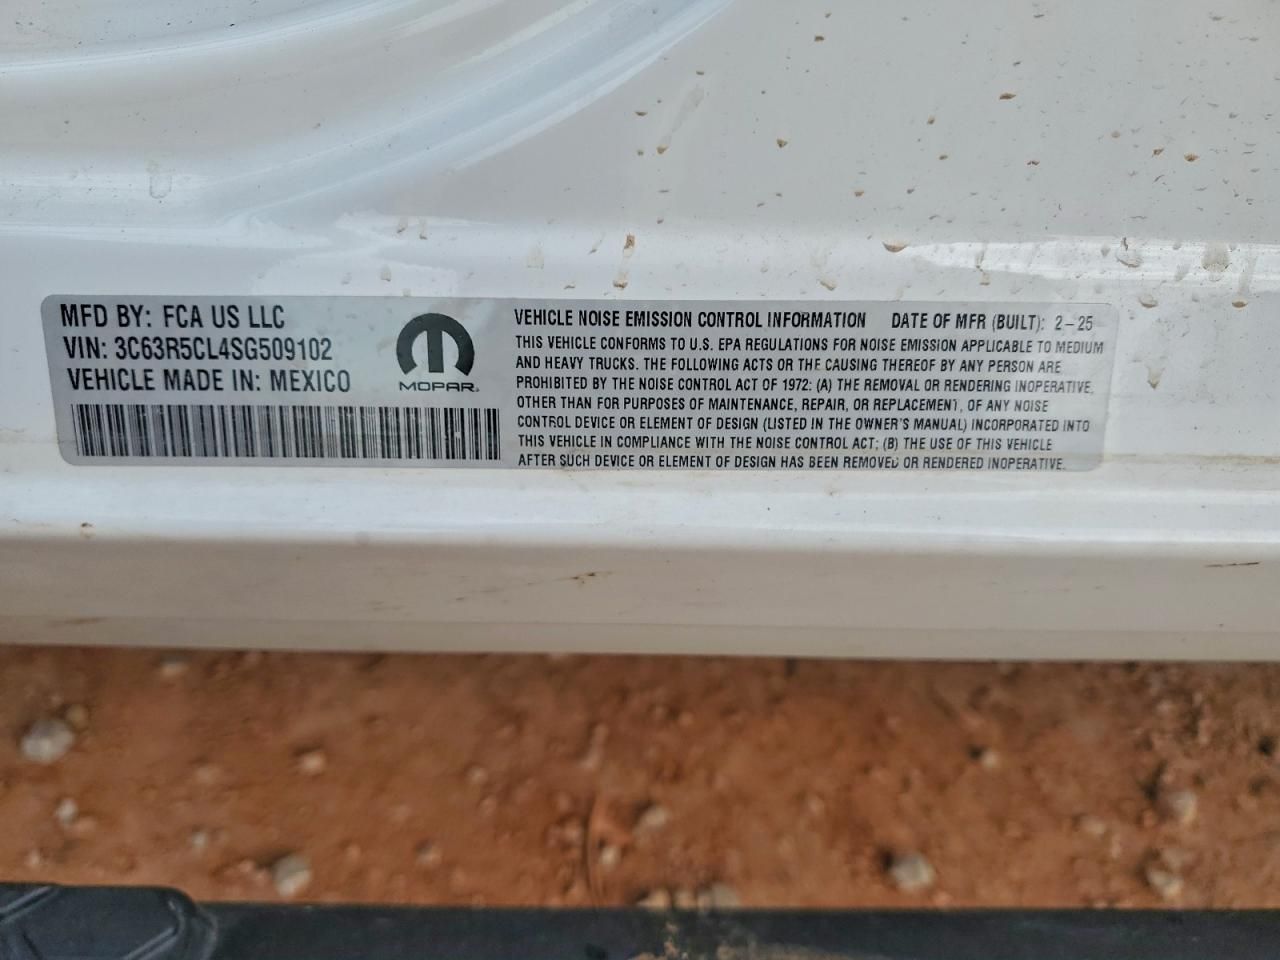 MFD BY: FCA US LLC
VIN: 3C63R5CL4SG509102
VEHICLE MADE IN: MEXICO
MOPAR
VEHICLE NOISE EMISSION CONTROL INFORMATION DATE OF MFR (BUILT): 2-25
THIS VEHICLE CONFORMS TO U.S. EPA REGULATIONS FOR NOISE EMISSION APPLICABLE TO MEDIUM
AND HEAVY TRUCKS. THE FOLLOWING ACTS OR THE CAUSING THEREOF BY ANY PERSON ARE
PROHIBITED BY THE NOISE CONTROL ACT OF 1972: (A) THE REMOVAL OR RENDERING INOPERATIVE,
OTHER THAN FOR PURPOSES OF MAINTENANCE, REPAIR, OR REPLACEMENT, OF ANY NOISE
CONTROL DEVICE OR ELEMENT OF DESIGN (LISTED IN THE OWNER'S MANUAL) INCORPORATED INTO
THIS VEHICLE IN COMPLIANCE WITH THE NOISE CONTROL ACT; (B) THE USE OF THIS VEHICLE
AFTER SUCH DEVICE OR ELEMENT OF DESIGN HAS BEEN REMOVED OR RENDERED INOPERATIVE.